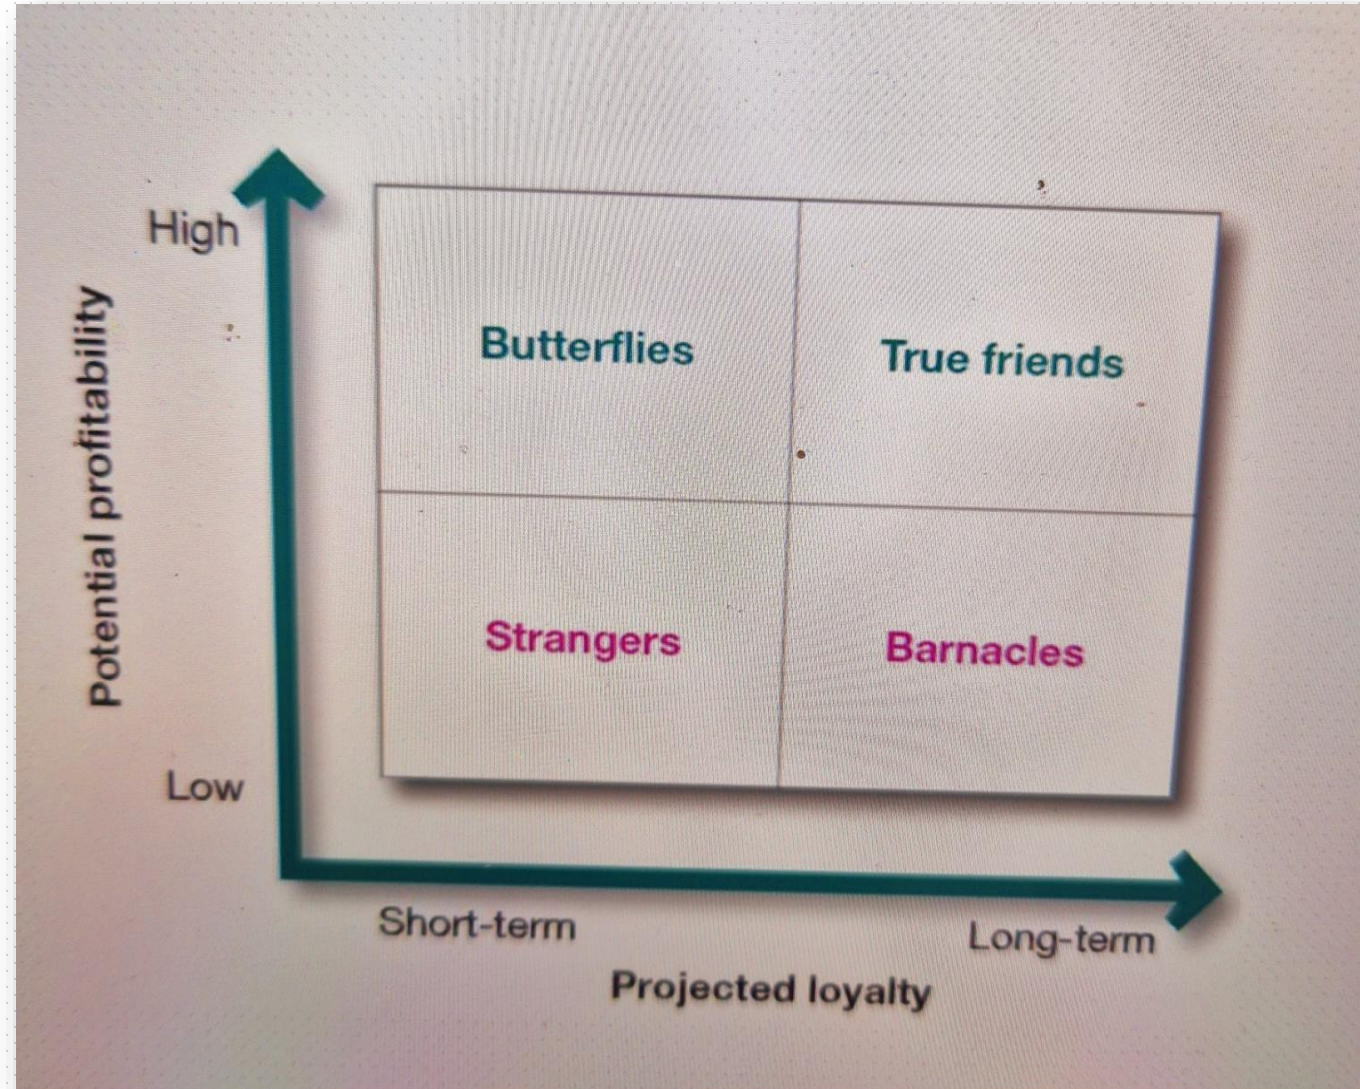 High
Potential profitability
Butterflies
True friends
Strangers
Barnacles
Low
Short-term
Long-term
Projected loyalty